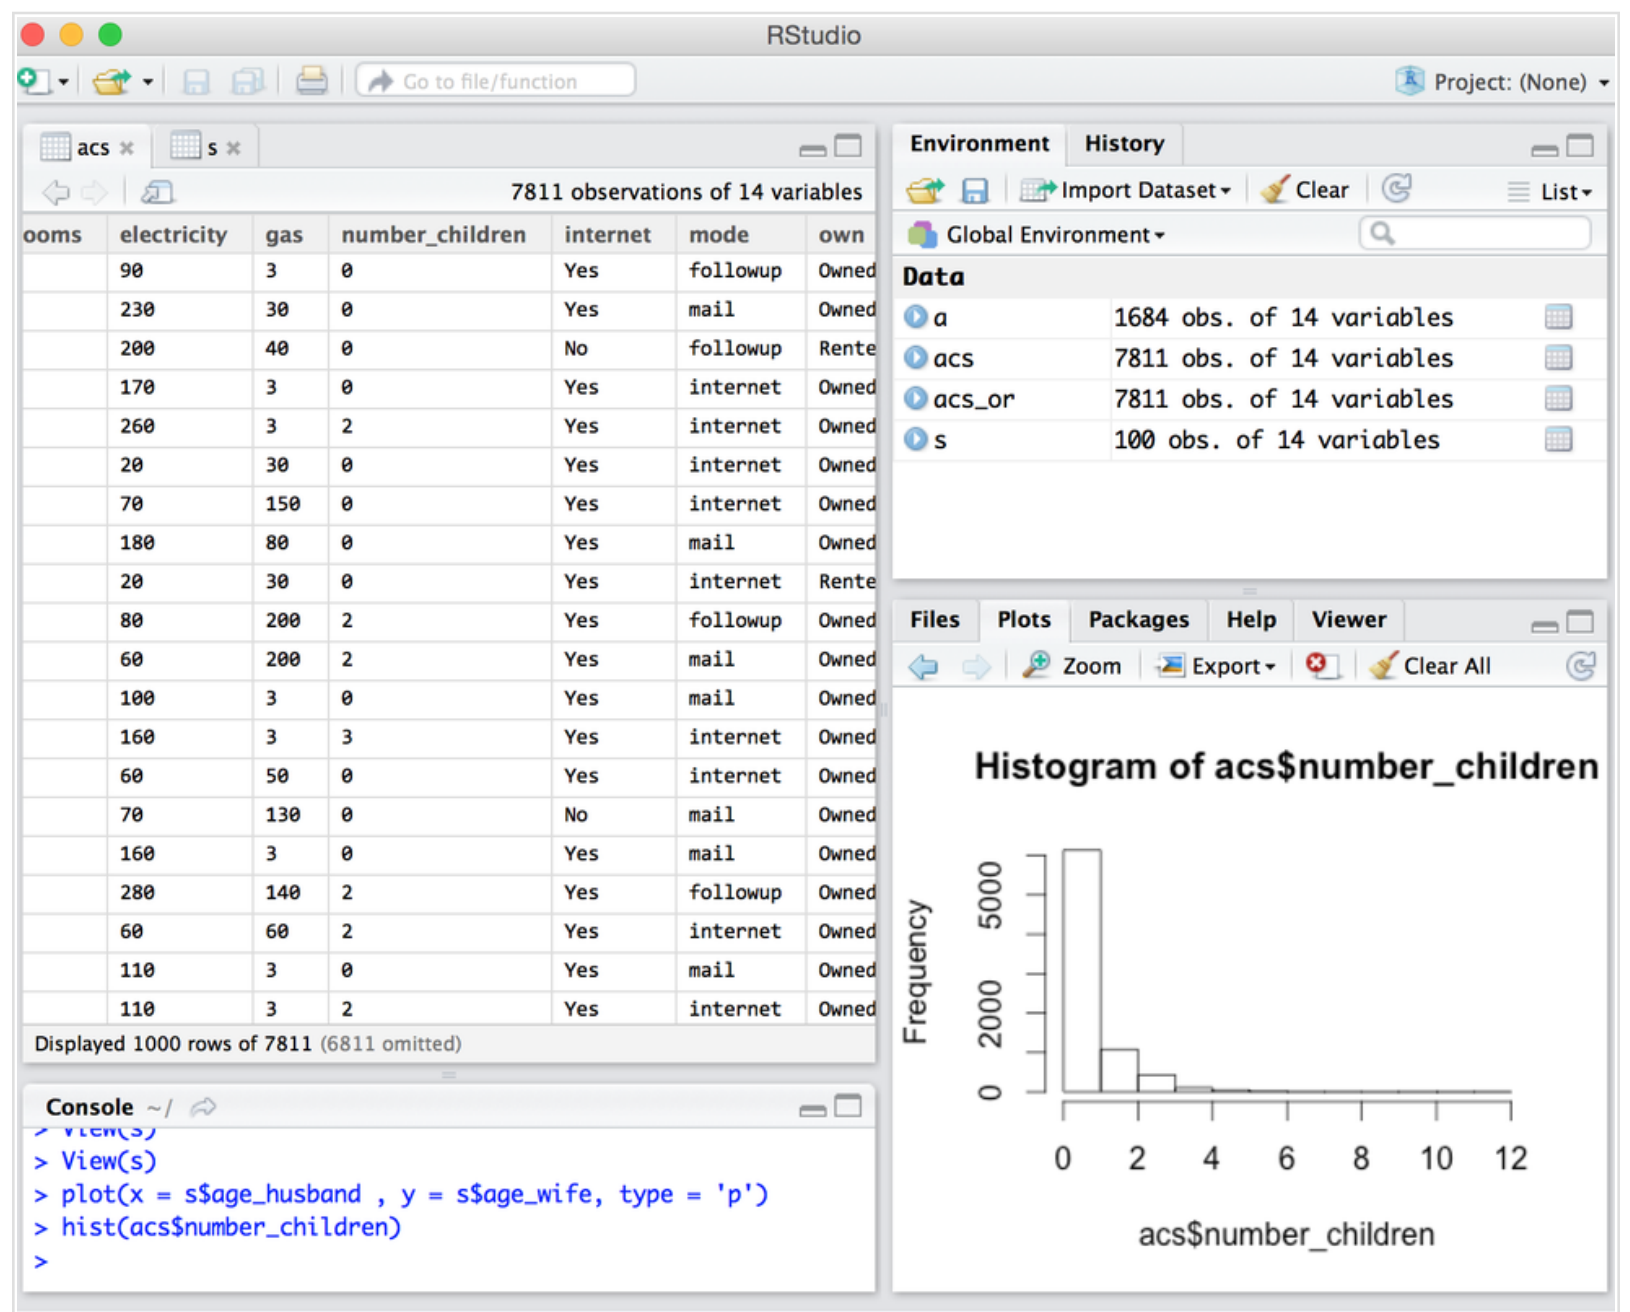 RStudio
Go to file/function
Project: (None)
acs
s
7811 observations of 14 variables
ooms electricity gas number_children internet mode own
90 3 0 Yes followup Owned
230 30 0 Yes mail Owned
200 40 0 No followup Rente
170 3 0 Yes internet Owned
260 3 2 Yes internet Owned
20 30 0 Yes internet Owned
70 150 0 Yes internet Owned
180 80 0 Yes mail Owned
20 30 0 Yes internet Rente
80 200 2 Yes followup Owned
60 200 2 Yes mail Owned
100 3 0 Yes mail Owned
160 3 3 Yes internet Owned
60 50 0 Yes internet Owned
70 130 0 No mail Owned
160 3 0 Yes mail Owned
280 140 2 Yes followup Owned
60 60 2 Yes internet Owned
110 3 0 Yes mail Owned
110 3 2 Yes internet Owned
Displayed 1000 rows of 7811 (6811 omitted)
Console ~/
> View(s)
> View(s)
> plot(x = s$age_husband , y = s$age_wife, type = 'p')
> hist(acs$number_children)
>
Environment History
Import Dataset Clear List
Global Environment
Data
a 1684 obs. of 14 variables
acs 7811 obs. of 14 variables
acs_or 7811 obs. of 14 variables
s 100 obs. of 14 variables
Files Plots Packages Help Viewer
Zoom Export Clear All
Histogram of acs$number_children
Frequency
5000
2000
0
0 2 4 6 8 10 12
acs$number_children